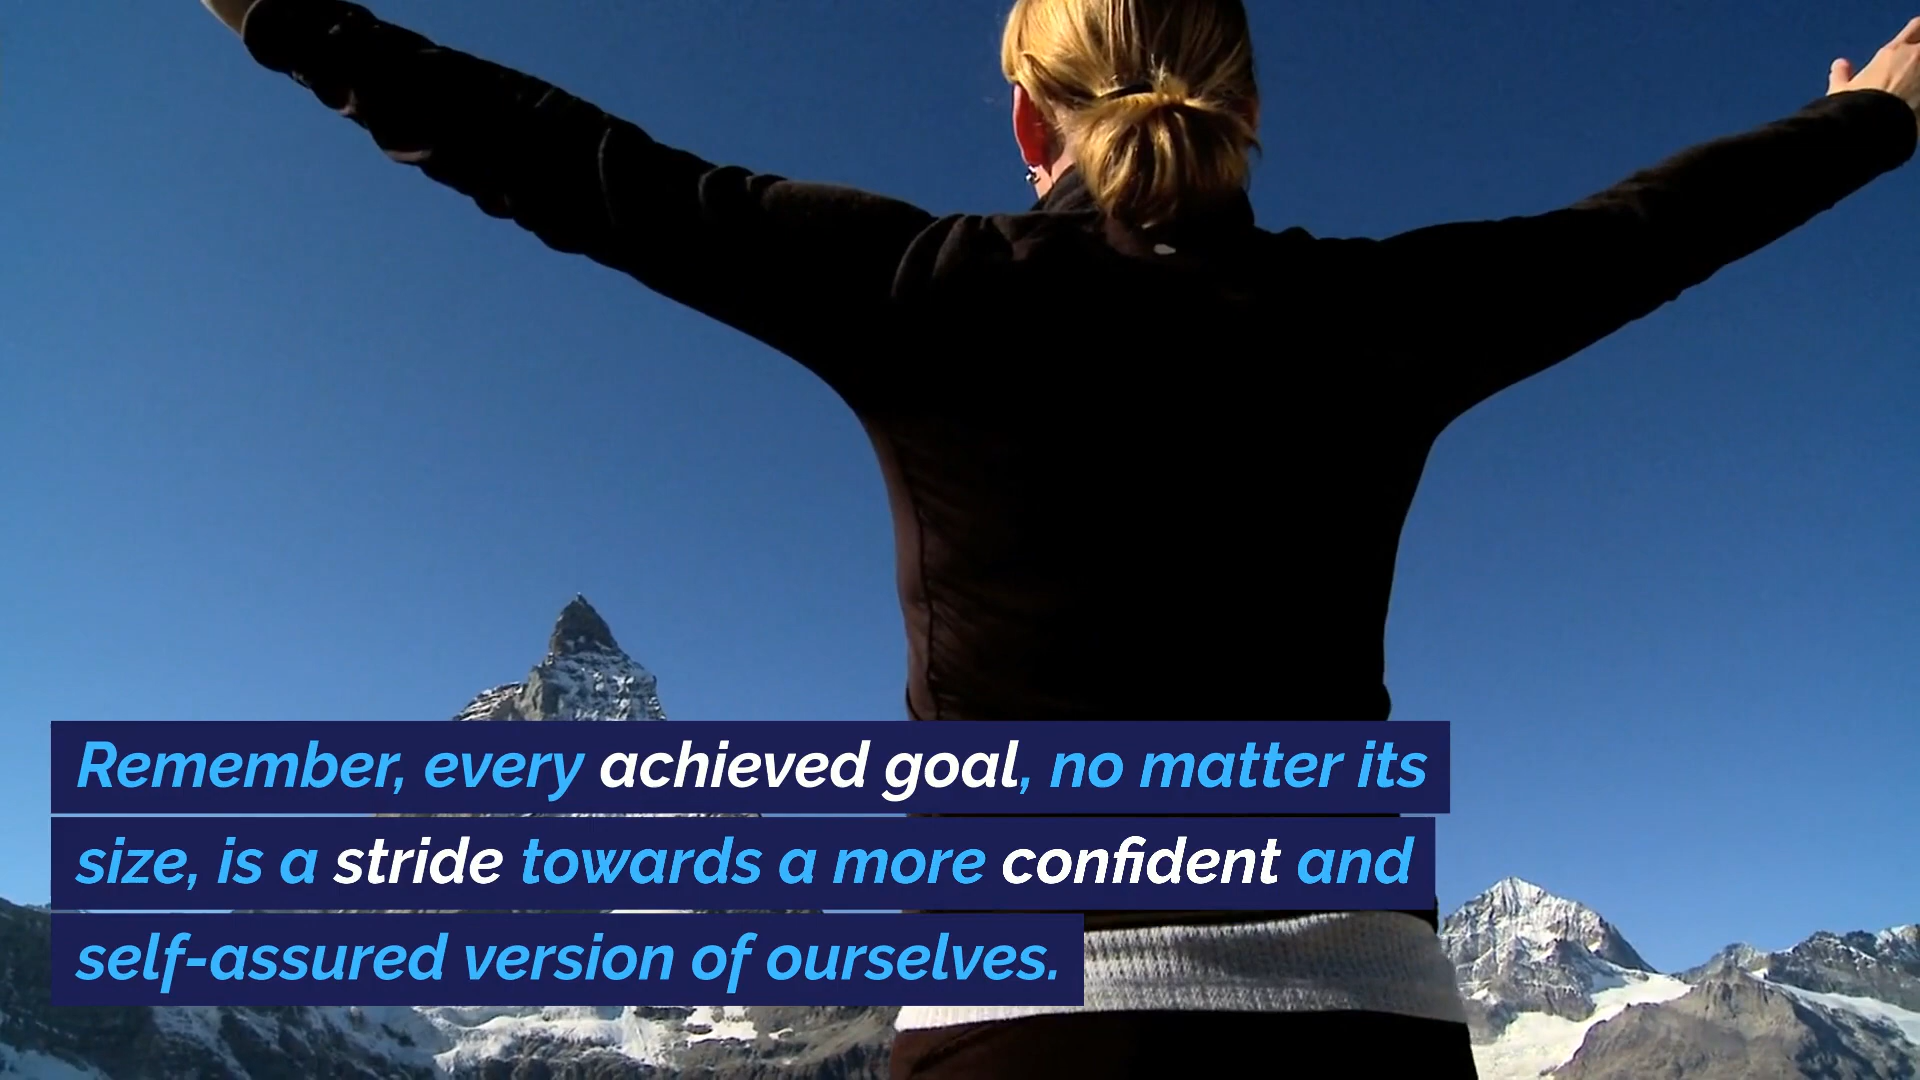 Remember, every achieved goal, no matter its
size, is a stride towards a more confident and
self-assured version of ourselves.